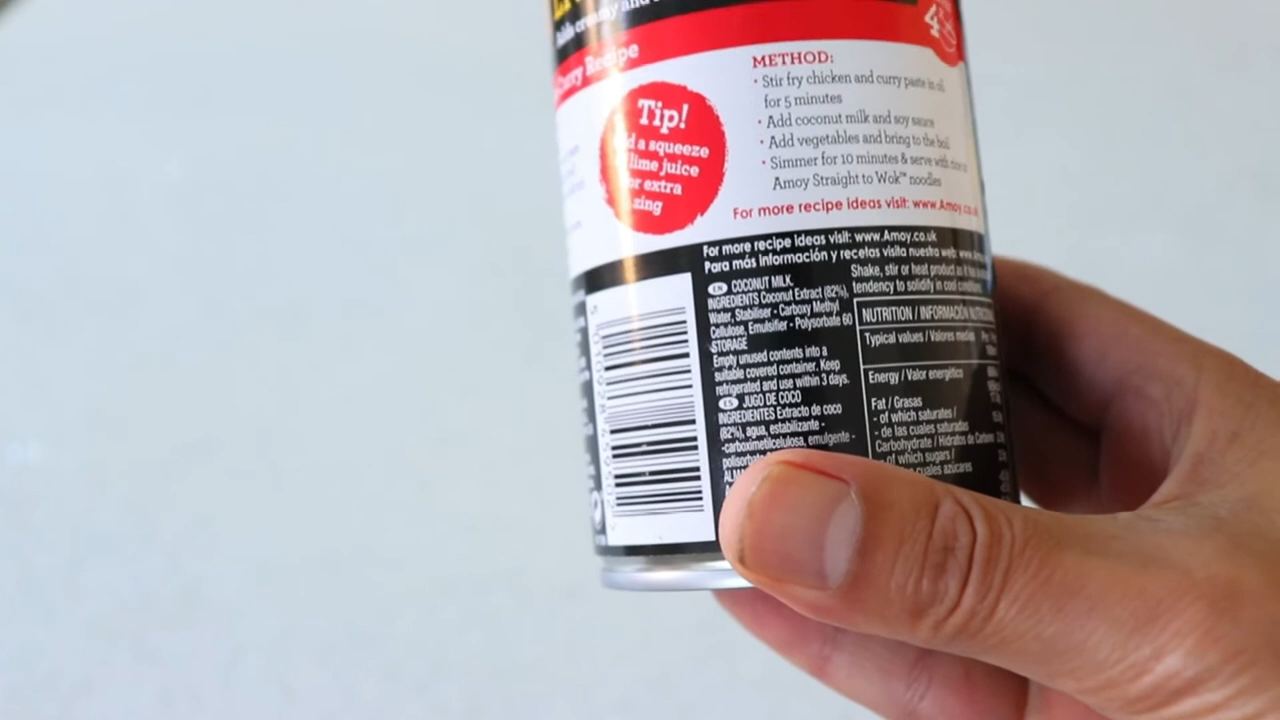 creamy and
Curry Recipe
4
Tip!
a squeeze
lime juice
extra
zing
METHOD:
• Stir fry chicken and curry paste in oil
for 5 minutes
• Add coconut milk and soy sauce
• Add vegetables and bring to the boil
• Simmer for 10 minutes & serve with
Amoy Straight to Wok™ noodles
For more recipe ideas visit: www.Amoy.co.u
For more recipe ideas visit: www.Amoy.co.uk
Para más información y recetas visita nuestra web:
EN COCONUT MILK.
INGREDIENTS Coconut Extract (82%),
Water, Stabiliser - Carboxy Methyl
Cellulose, Emulsifier - Polysorbate 60
STORAGE
Empty unused contents into a
suitable covered container. Keep
refrigerated and use within 3 days.
ES JUGO DE COCO
INGREDIENTES Extracto de coco
(82%), agua, estabilizante -
-carboximetilcelulosa, emulgente -
Shake, stir or heat product as it has
tendency to solidify in cool
NUTRITION / INFORMACIÓN
Typical values / Valores medios
Energy / Valor energético
Fat / Grasas
- of which saturates /
- de las cuales saturadas
Carbohydrate / Hidratos de
- of which sugars /
cuales azúcares